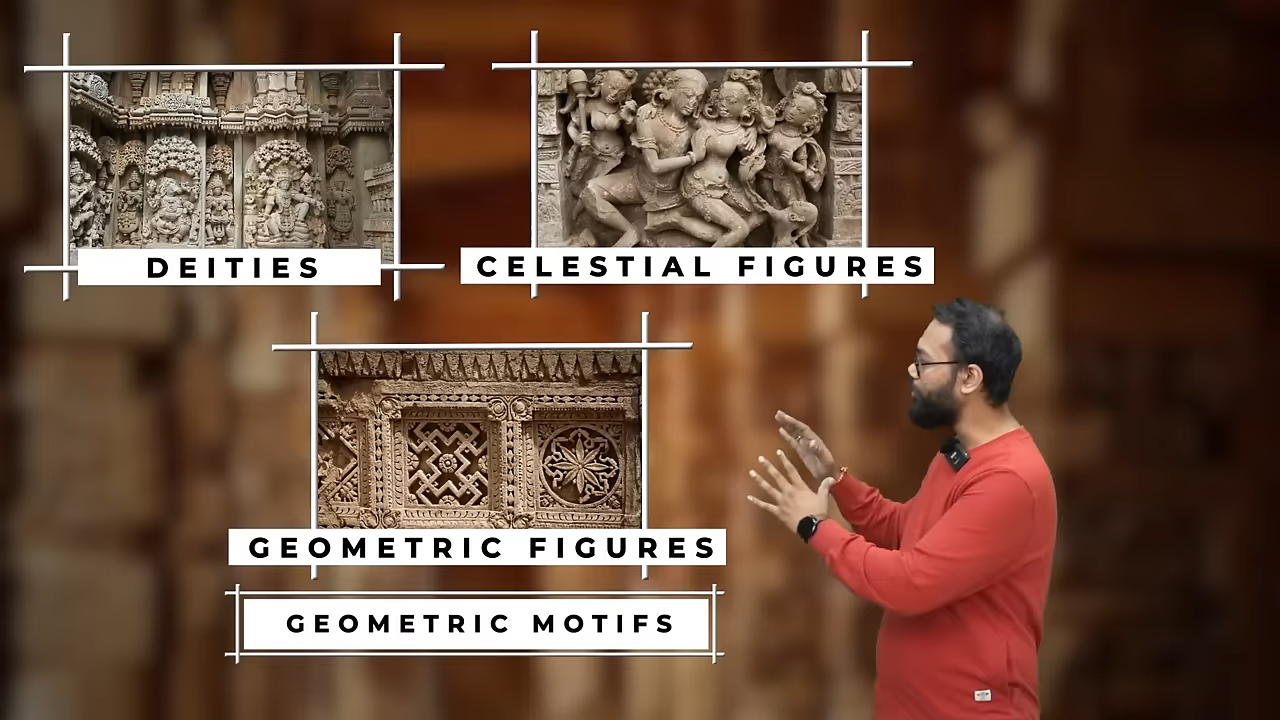 DEITIES
CELESTIAL FIGURES
GEOMETRIC FIGURES
GEOMETRIC MOTIFS